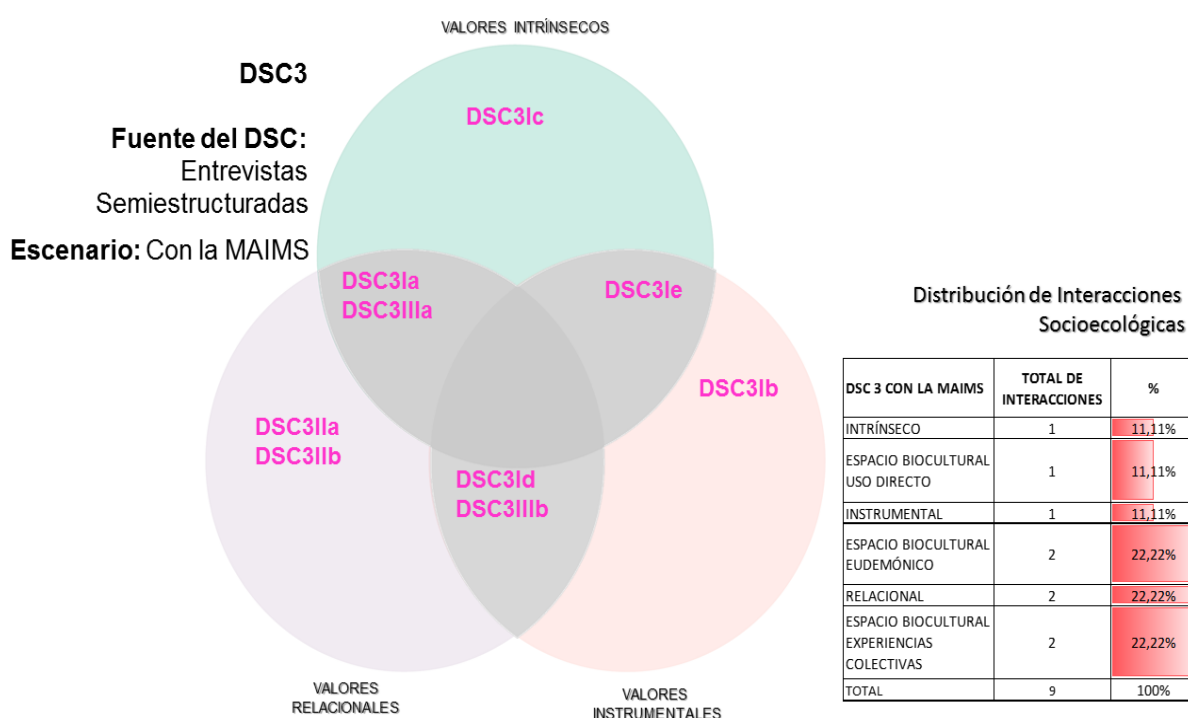 VALORES INTRÍNSECOS
DSC3
Fuente del DSC:
Entrevistas
Semiestructuradas
Escenario: Con la MAIMS
DSC3Ic
DSC3Ia
DSC3IIIa
DSC3Ie
DSC3Ib
DSC3IIa
DSC3IIb
DSC3Id
DSC3IIIb
VALORES
RELACIONALES
VALORES
INSTRUMENTALES
Distribución de Interacciones
Socioecológicas
DSC 3 CON LA MAIMS
TOTAL DE
INTERACCIONES
%
INTRÍNSECO 1 11,11%
ESPACIO BIOCULTURAL
USO DIRECTO
1 11,11%
INSTRUMENTAL 1 11,11%
ESPACIO BIOCULTURAL
EUDEMÓNICO
2 22,22%
RELACIONAL 2 22,22%
ESPACIO BIOCULTURAL
EXPERIENCIAS
COLECTIVAS
2 22,22%
TOTAL 9 100%